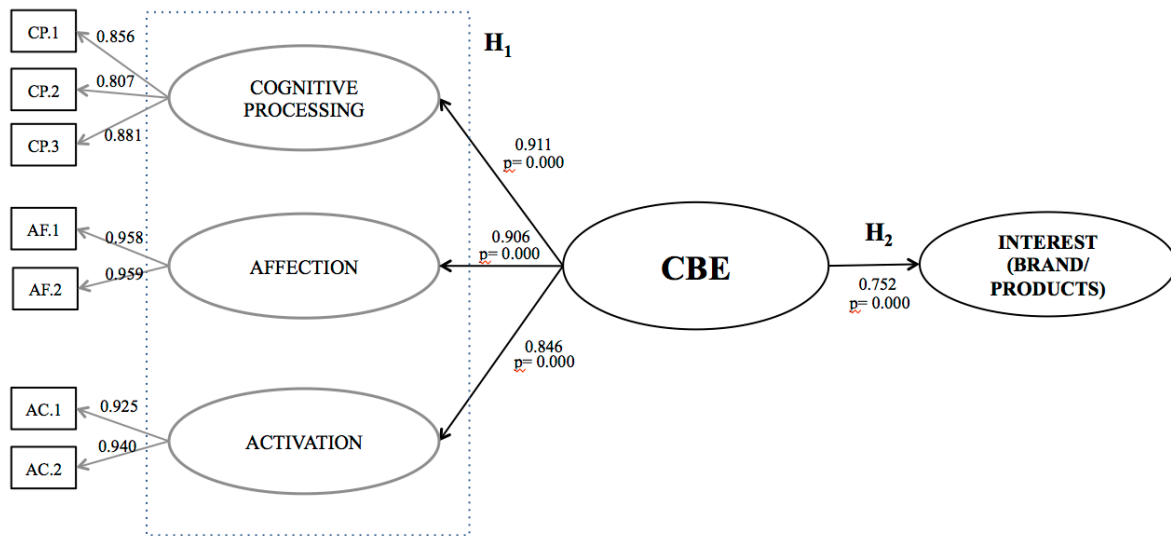 CP.1
0.856
CP.2
0.807
CP.3
0.881
COGNITIVE
PROCESSING
H₁
0.911
p= 0.000
AF.1
0.958
AF.2
0.959
AFFECTION
0.906
p= 0.000
CBE
H₂
0.752
p= 0.000
INTEREST
(BRAND/
PRODUCTS)
0.846
p= 0.000
AC.1
0.925
AC.2
0.940
ACTIVATION